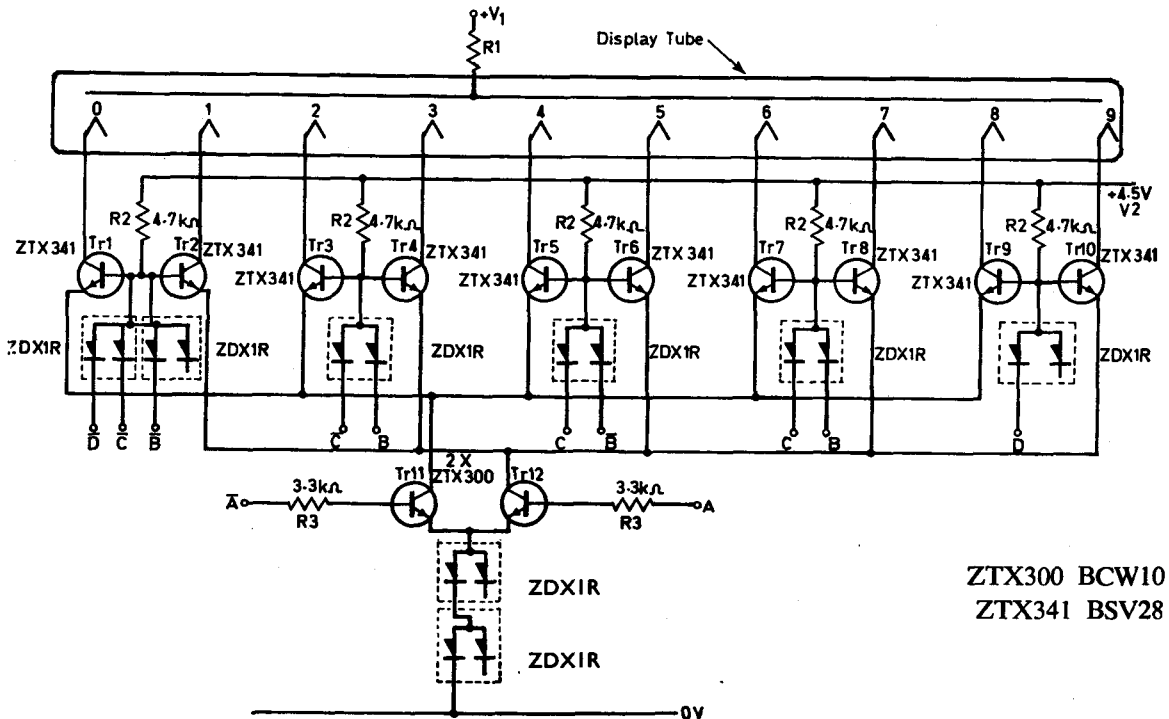 +V1
R1
Display Tube
0 1 2 3 4 5 6 7 8 9
+4.5V
V2
R2 4.7kΩ R2 4.7kΩ R2 4.7kΩ R2 4.7kΩ R2 4.7kΩ
ZTX341 Tr1 Tr2 ZTX341 Tr3 Tr4 ZTX341 Tr5 Tr6 ZTX341 Tr7 Tr8 ZTX341 Tr9 Tr10 ZTX341
ZTX341 ZTX341 ZTX341 ZTX341
ZDX1R ZDX1R ZDX1R ZDX1R ZDX1R ZDX1R
D̅ C̅ B̅ C̅ B C B̅ C B D
2 X
ZTX300
Tr11 Tr12
A̅ 3.3kΩ 3.3kΩ A
R3 R3
ZDX1R
ZDX1R
0V
ZTX300 BCW10
ZTX341 BSV28